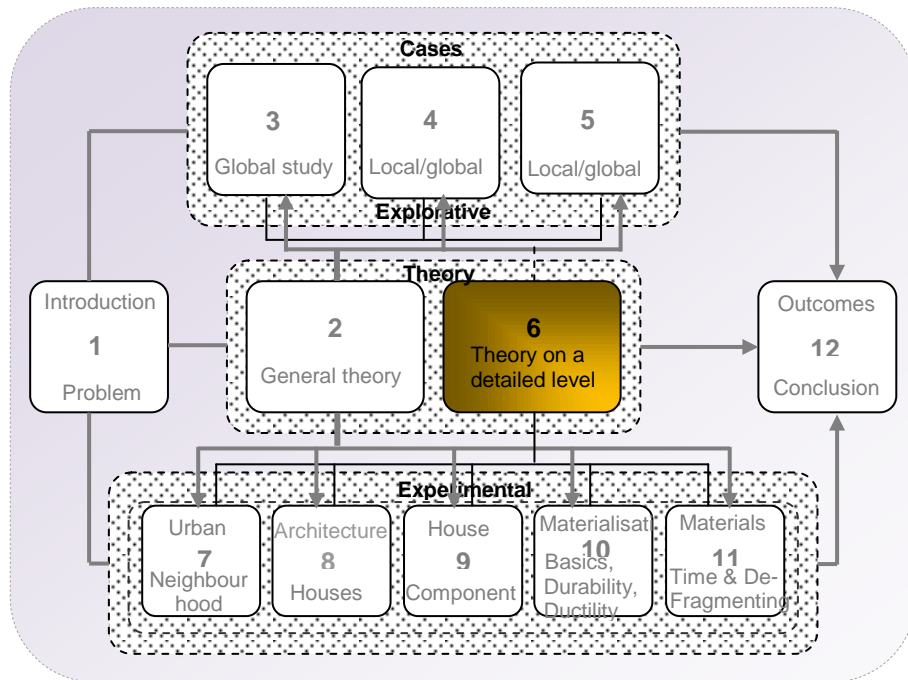 Cases
3
Global study
4
Local/global
5
Local/global
Explorative
Theory
Introduction
1
Problem
2
General theory
6
Theory on a
detailed level
Outcomes
12
Conclusion
Experimental
Urban
7
Neighbour
hood
Architecture
8
Houses
House
9
Component
Materialisati
10
Basics,
Durability,
Ductility
Materials
11
Time & De-
Fragmenting